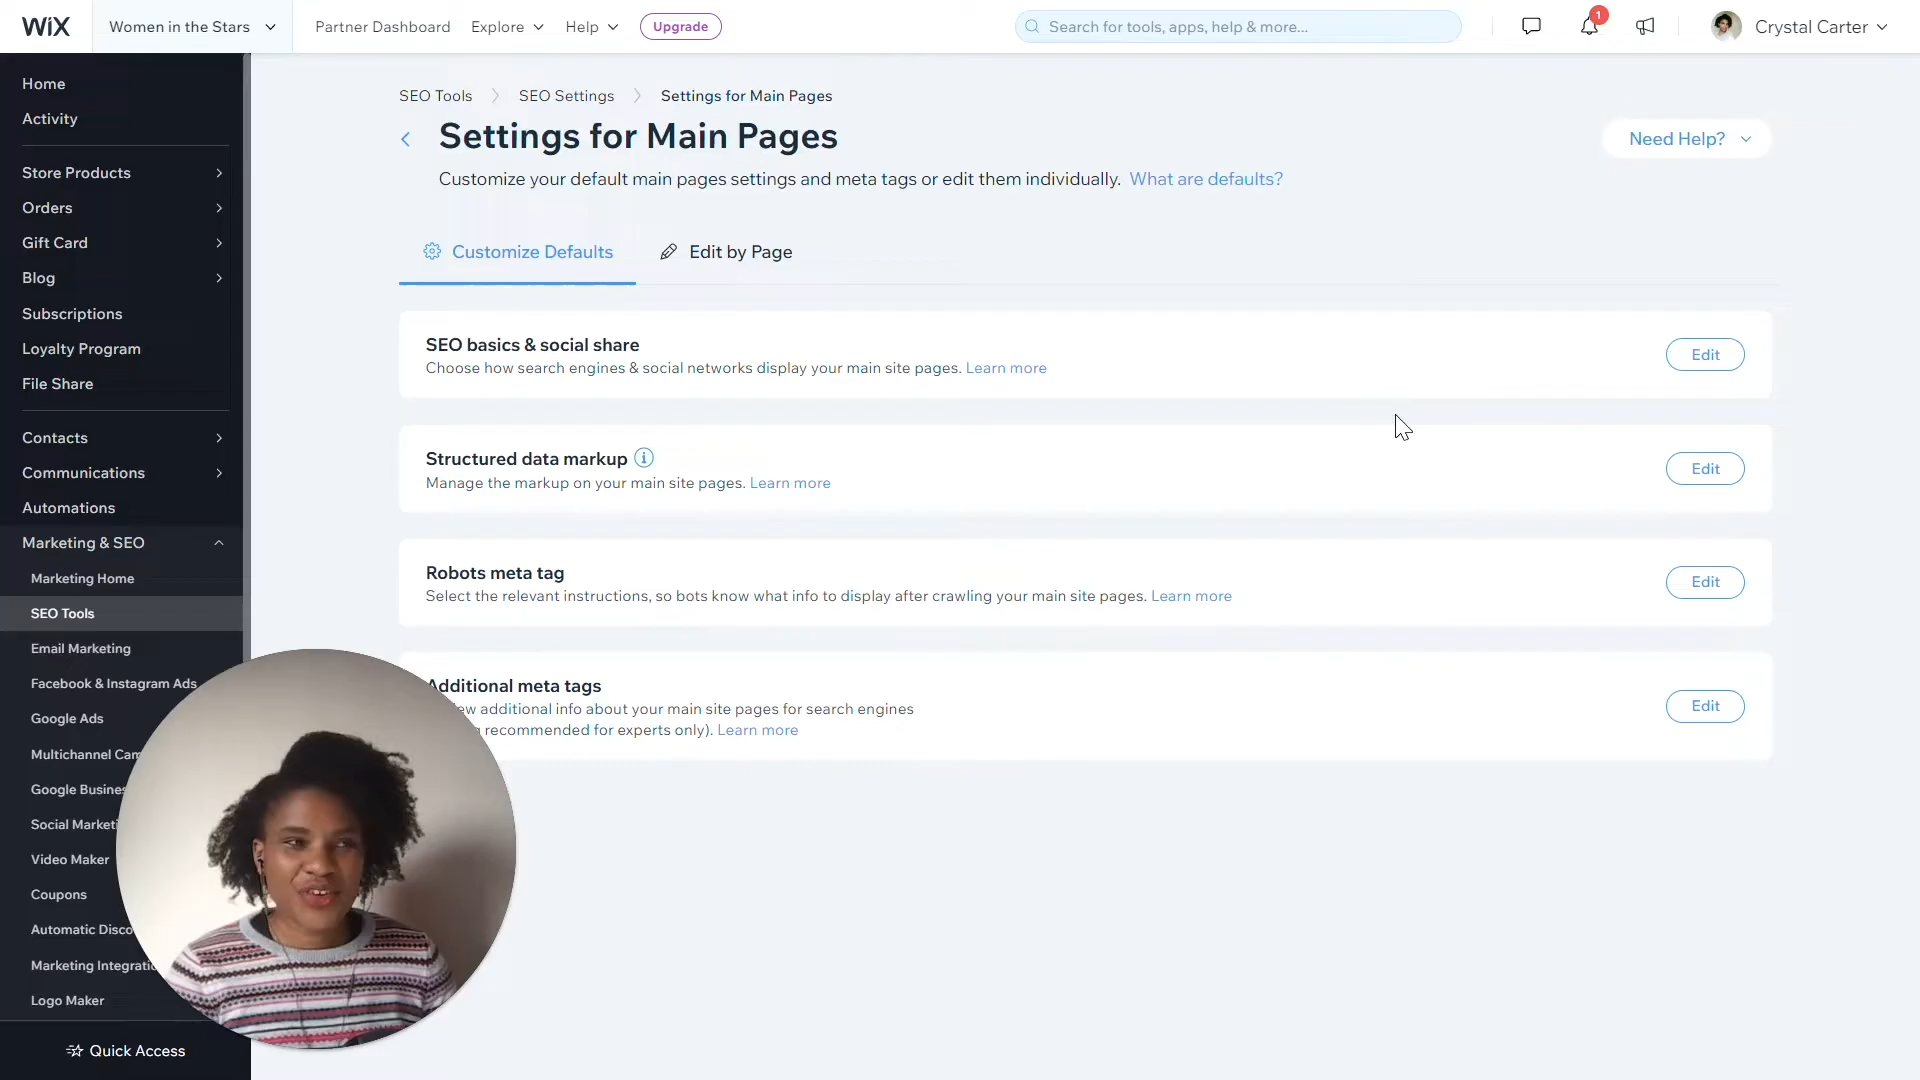 WiX
Women in the Stars
Partner Dashboard
Explore
Help
Upgrade
Search for tools, apps, help & more...
1
Crystal Carter
Home
Activity
Store Products
Orders
Gift Card
Blog
Subscriptions
Loyalty Program
File Share
Contacts
Communications
Automations
Marketing & SEO
Marketing Home
SEO Tools
Email Marketing
Facebook & Instagram Ads
Google Ads
Multichannel
Google
Social
Video Maker
Coupons
Automatic
Marketing
Logo Maker
Quick Access
SEO Tools
SEO Settings
Settings for Main Pages
Settings for Main Pages
Need Help?
Customize your default main pages settings and meta tags or edit them individually. What are defaults?
Customize Defaults
Edit by Page
SEO basics & social share
Choose how search engines & social networks display your main site pages. Learn more
Edit
Structured data markup
Manage the markup on your main site pages. Learn more
Edit
Robots meta tag
Select the relevant instructions, so bots know what info to display after crawling your main site pages. Learn more
Edit
Additional meta tags
additional info about your main site pages for search engines
recommended for experts only). Learn more
Edit